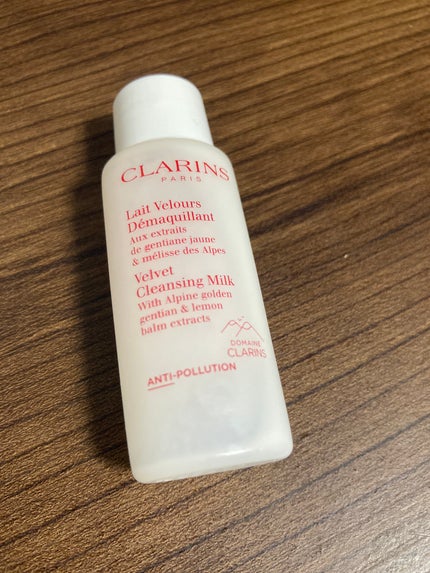 CLARINS
PARIS
Lait Velours
Démaquillant
Aux extraits
de gentiane jaune
& mélisse des Alpes
Velvet
Cleansing Milk
With Alpine golden
gentian & lemon
balm extracts
DOMAINE
CLARINS
ANTI-POLLUTION